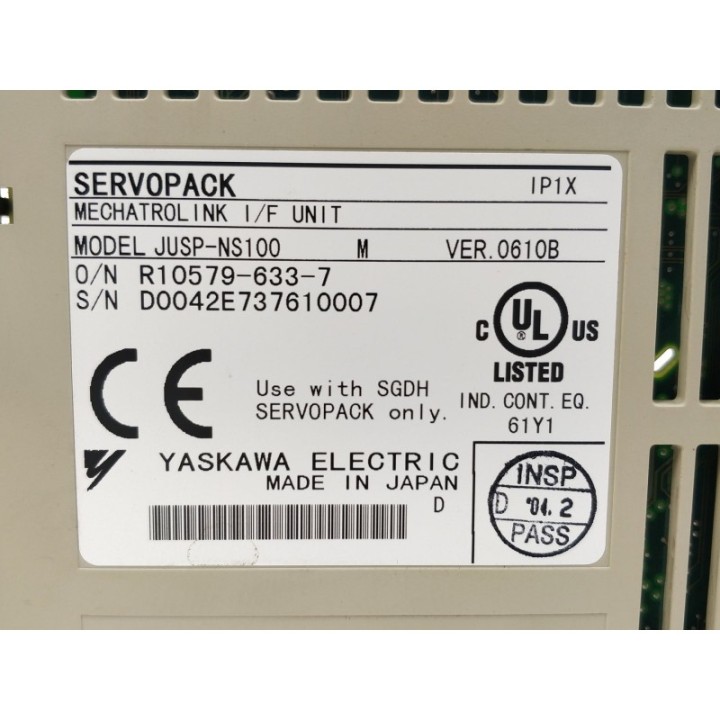 SERVOPACK IP1X
MECHATROLINK I/F UNIT
MODEL JUSP-NS100 M VER.0610B
O/N R10579-633-7
S/N D0042E737610007
C UL US
®
LISTED
IND. CONT. EQ.
61Y1
CE
Use with SGDH
SERVOPACK only.
YASKAWA ELECTRIC
MADE IN JAPAN
D
INSP
D '04. 2
PASS